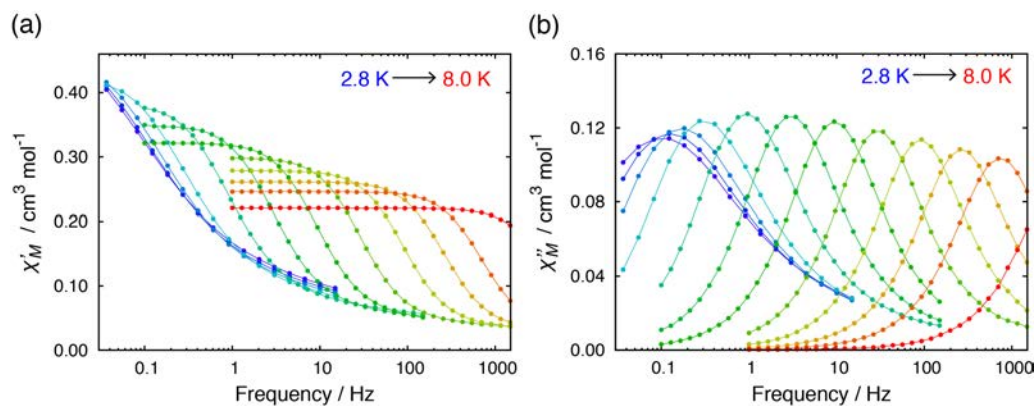 (a)
(b)
2.8 K → 8.0 K
2.8 K → 8.0 K
χ′M / cm³ mol⁻¹
0.40
0.30
0.20
0.10
0.00
0.1 1 10 100 1000
Frequency / Hz
χ″M / cm³ mol⁻¹
0.16
0.12
0.08
0.04
0.00
0.1 1 10 100 1000
Frequency / Hz